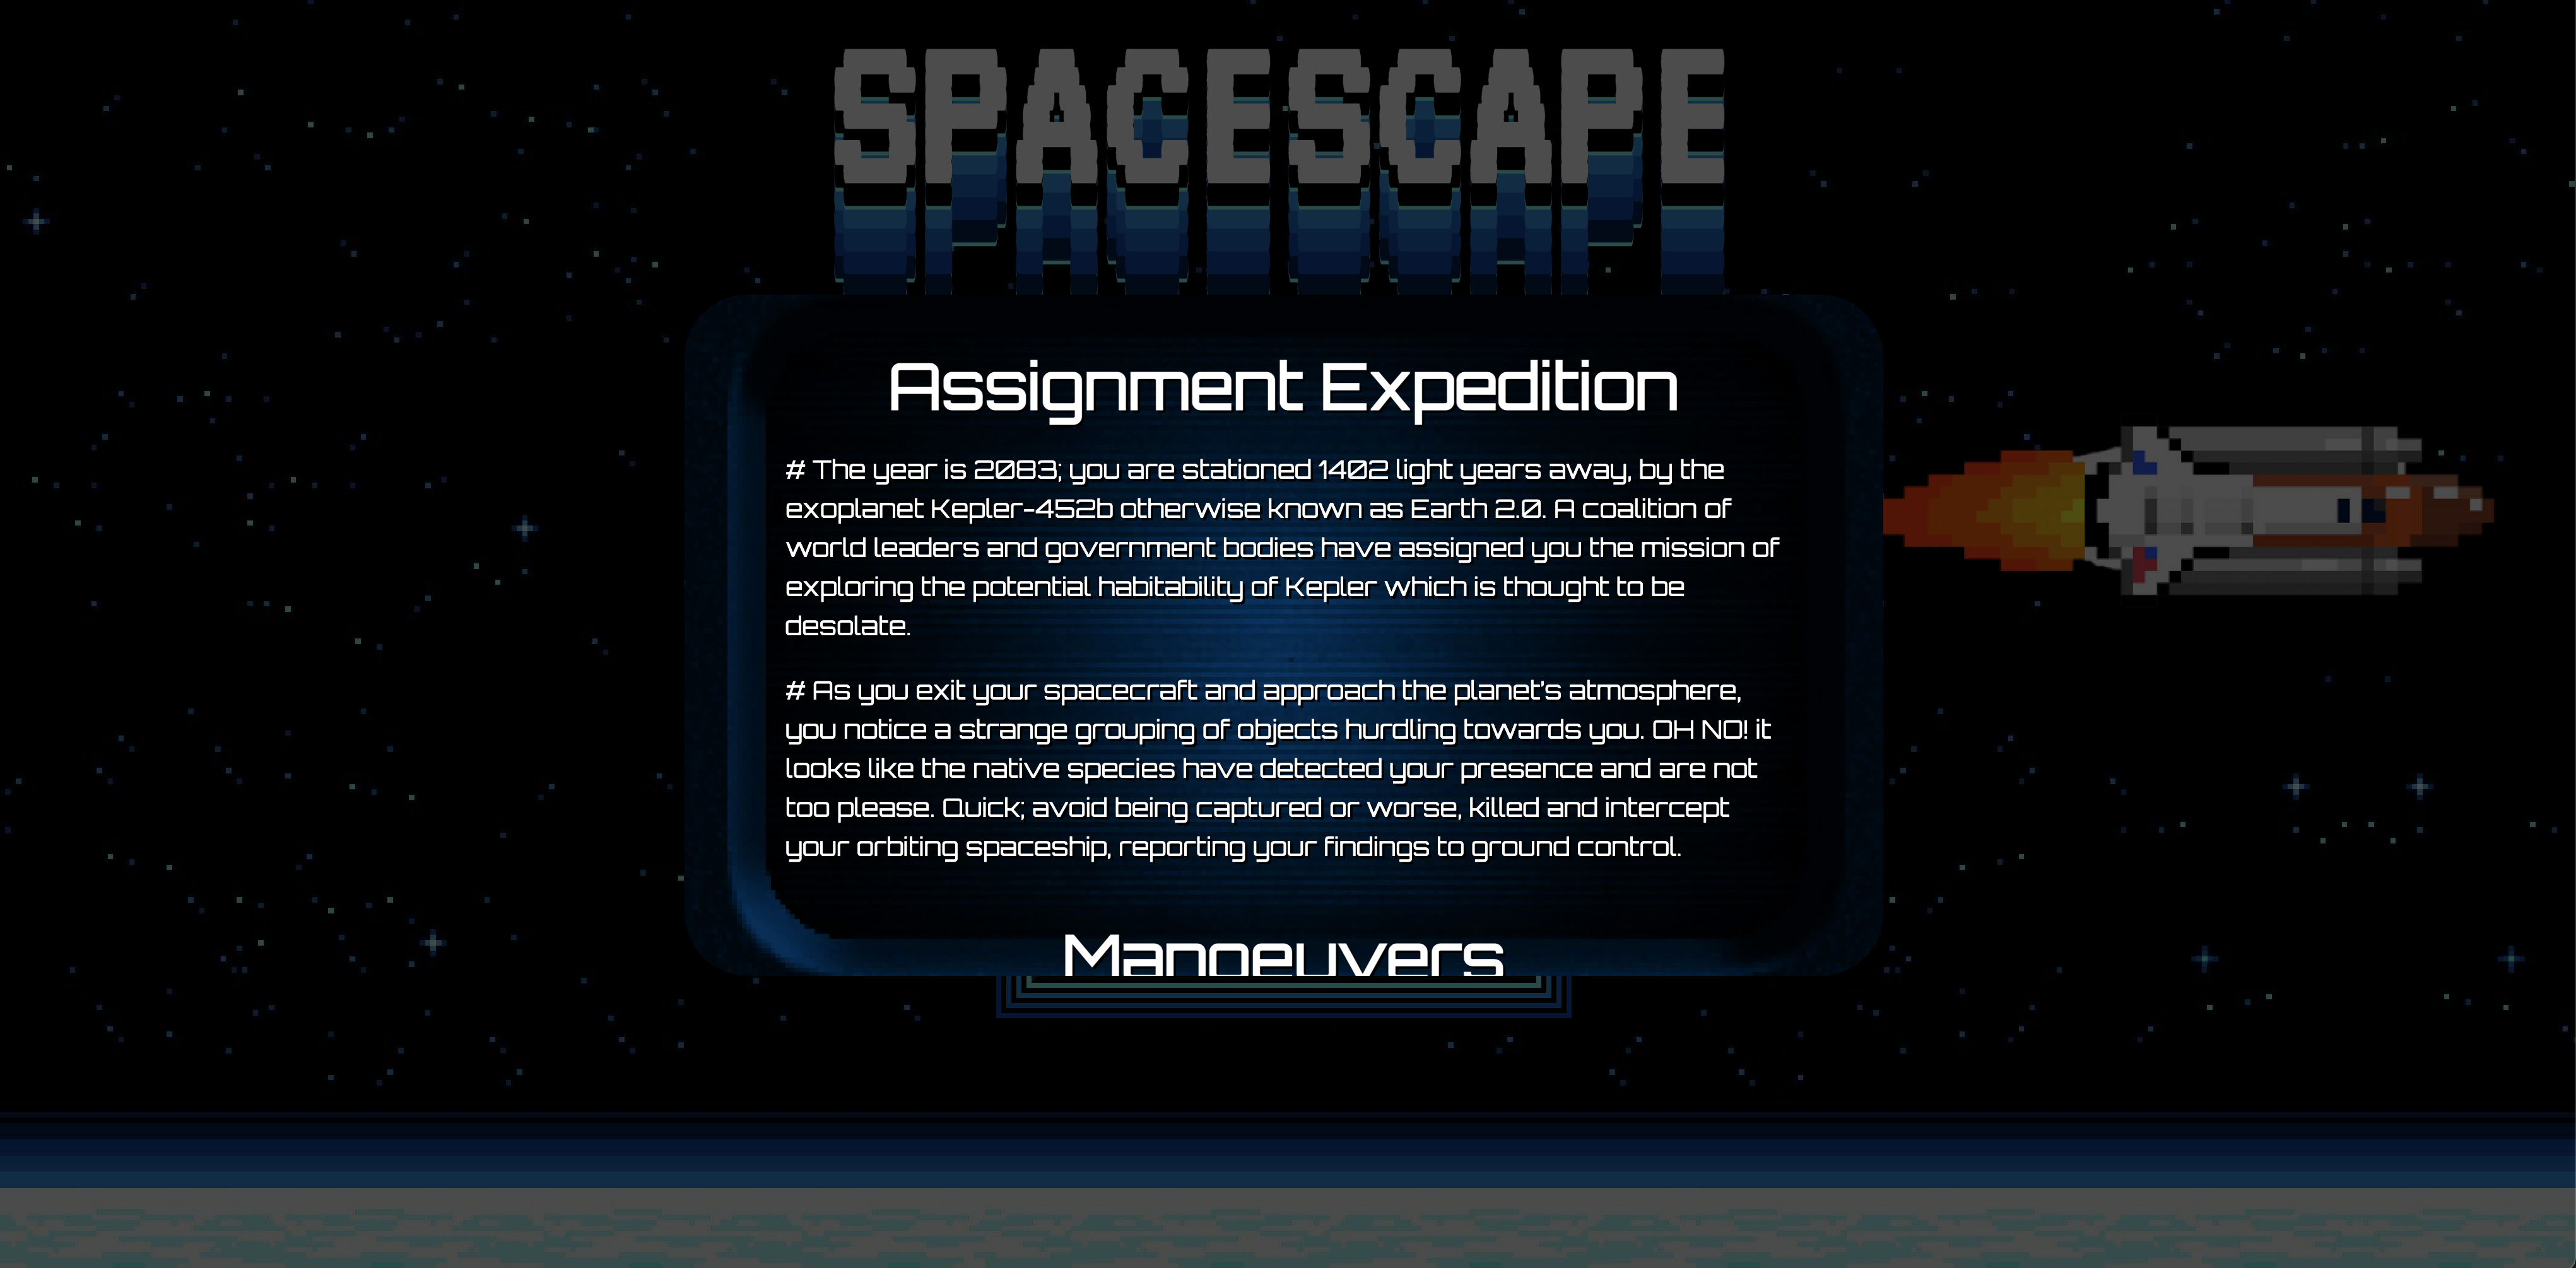 SPACESCAPE
Assignment Expedition
# The year is 2083; you are stationed 1402 light years away, by the
exoplanet Kepler-452b otherwise known as Earth 2.0. A coalition of
world leaders and government bodies have assigned you the mission of
exploring the potential habitability of Kepler which is thought to be
desolate.
# As you exit your spacecraft and approach the planet's atmosphere,
you notice a strange grouping of objects hurdling towards you. OH NO! it
looks like the native species have detected your presence and are not
too please. Quick; avoid being captured or worse, killed and intercept
your orbiting spaceship, reporting your findings to ground control.
Manoeuvers